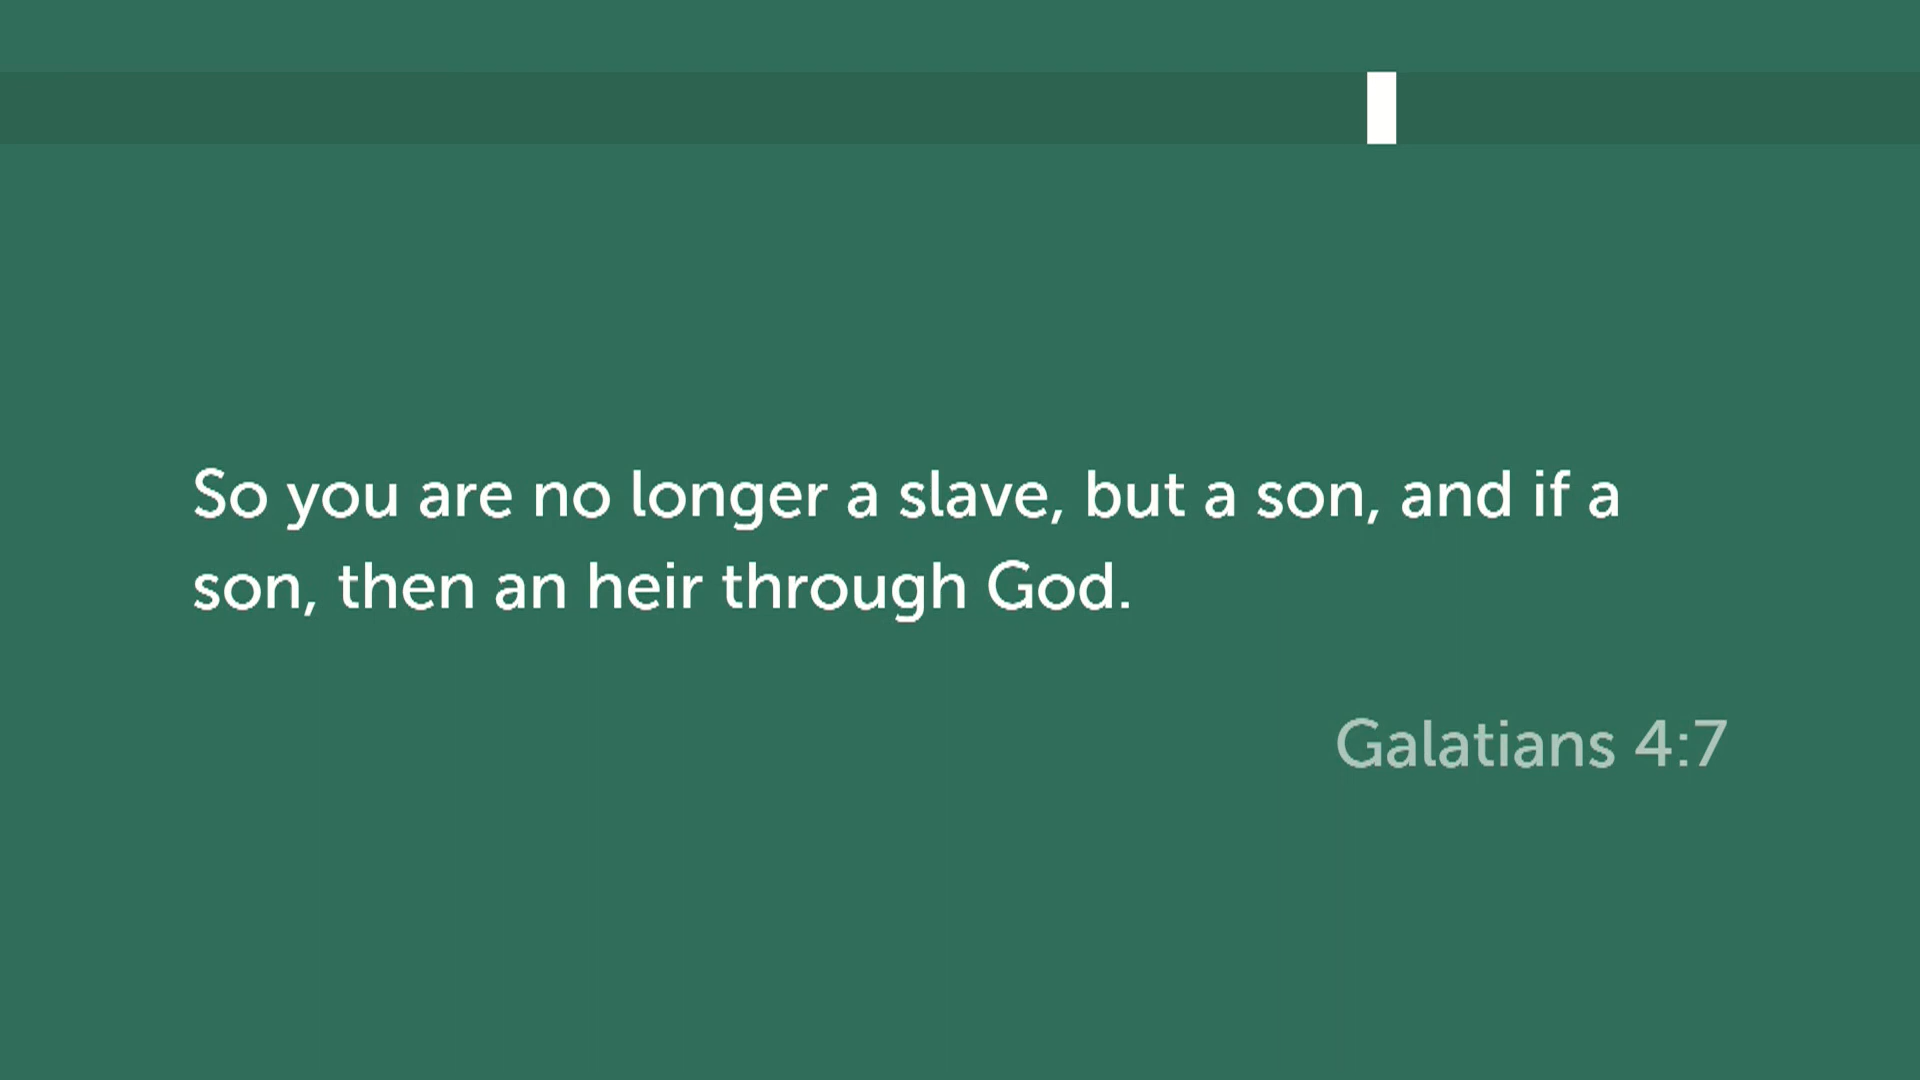 So you are no longer a slave, but a son, and if a
son, then an heir through God.
Galatians 4:7